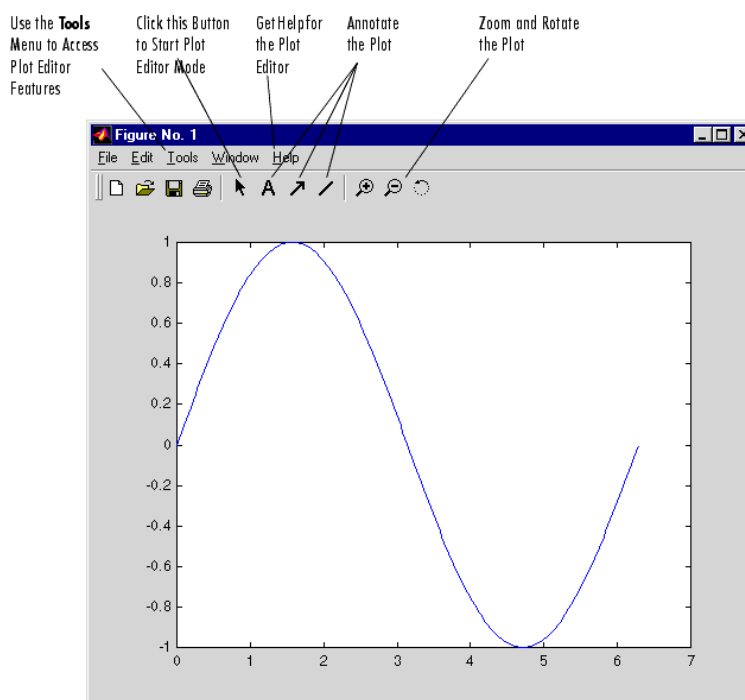 Use the Tools
Menu to Access
Plot Editor
Features
Click this Button
to Start Plot
Editor Mode
Get Help for
the Plot
Editor
Annotate
the Plot
Zoom and Rotate
the Plot
Figure No. 1
File Edit Tools Window Help
A
1
0.8
0.6
0.4
0.2
0
-0.2
-0.4
-0.6
-0.8
-1
0 1 2 3 4 5 6 7